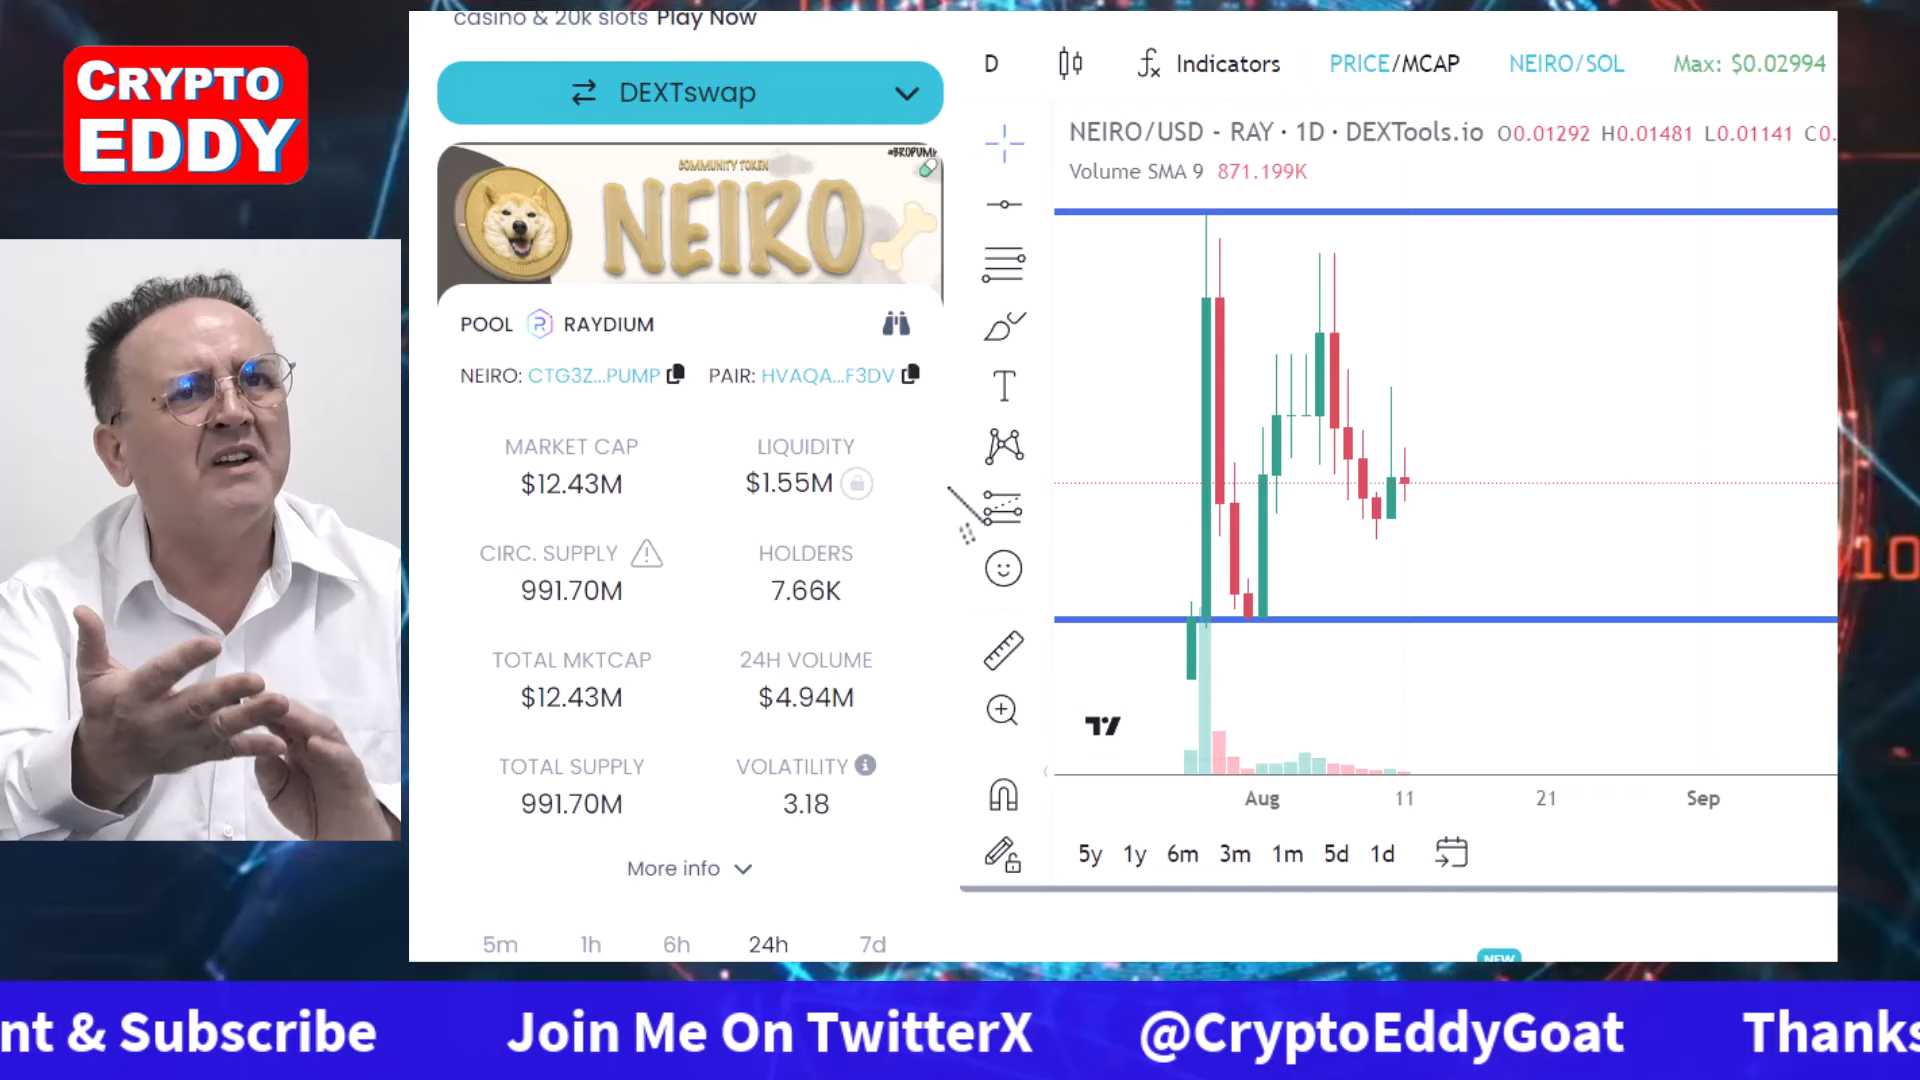 CRYPTO
EDDY
casino & 20k slots Play Now
DEXTswap
#BROPUMP
COMMUNITY TOKEN
NEIRO
POOL RAYDIUM
NEIRO: CTG3Z...PUMP PAIR: HVAQA...F3DV
MARKET CAP LIQUIDITY
$12.43M $1.55M
CIRC. SUPPLY HOLDERS
991.70M 7.66K
TOTAL MKTCAP 24H VOLUME
$12.43M $4.94M
TOTAL SUPPLY VOLATILITY
991.70M 3.18
More info
5m 1h 6h 24h 7d
D Indicators PRICE/MCAP NEIRO/SOL Max: $0.02994
NEIRO/USD - RAY · 1D · DEXTools.io O0.01292 H0.01481 L0.01141 C0.
Volume SMA 9 871.199K
Aug 11 21 Sep
5y 1y 6m 3m 1m 5d 1d
NEW
10
nt & Subscribe Join Me On TwitterX @CryptoEddyGoat Thanks